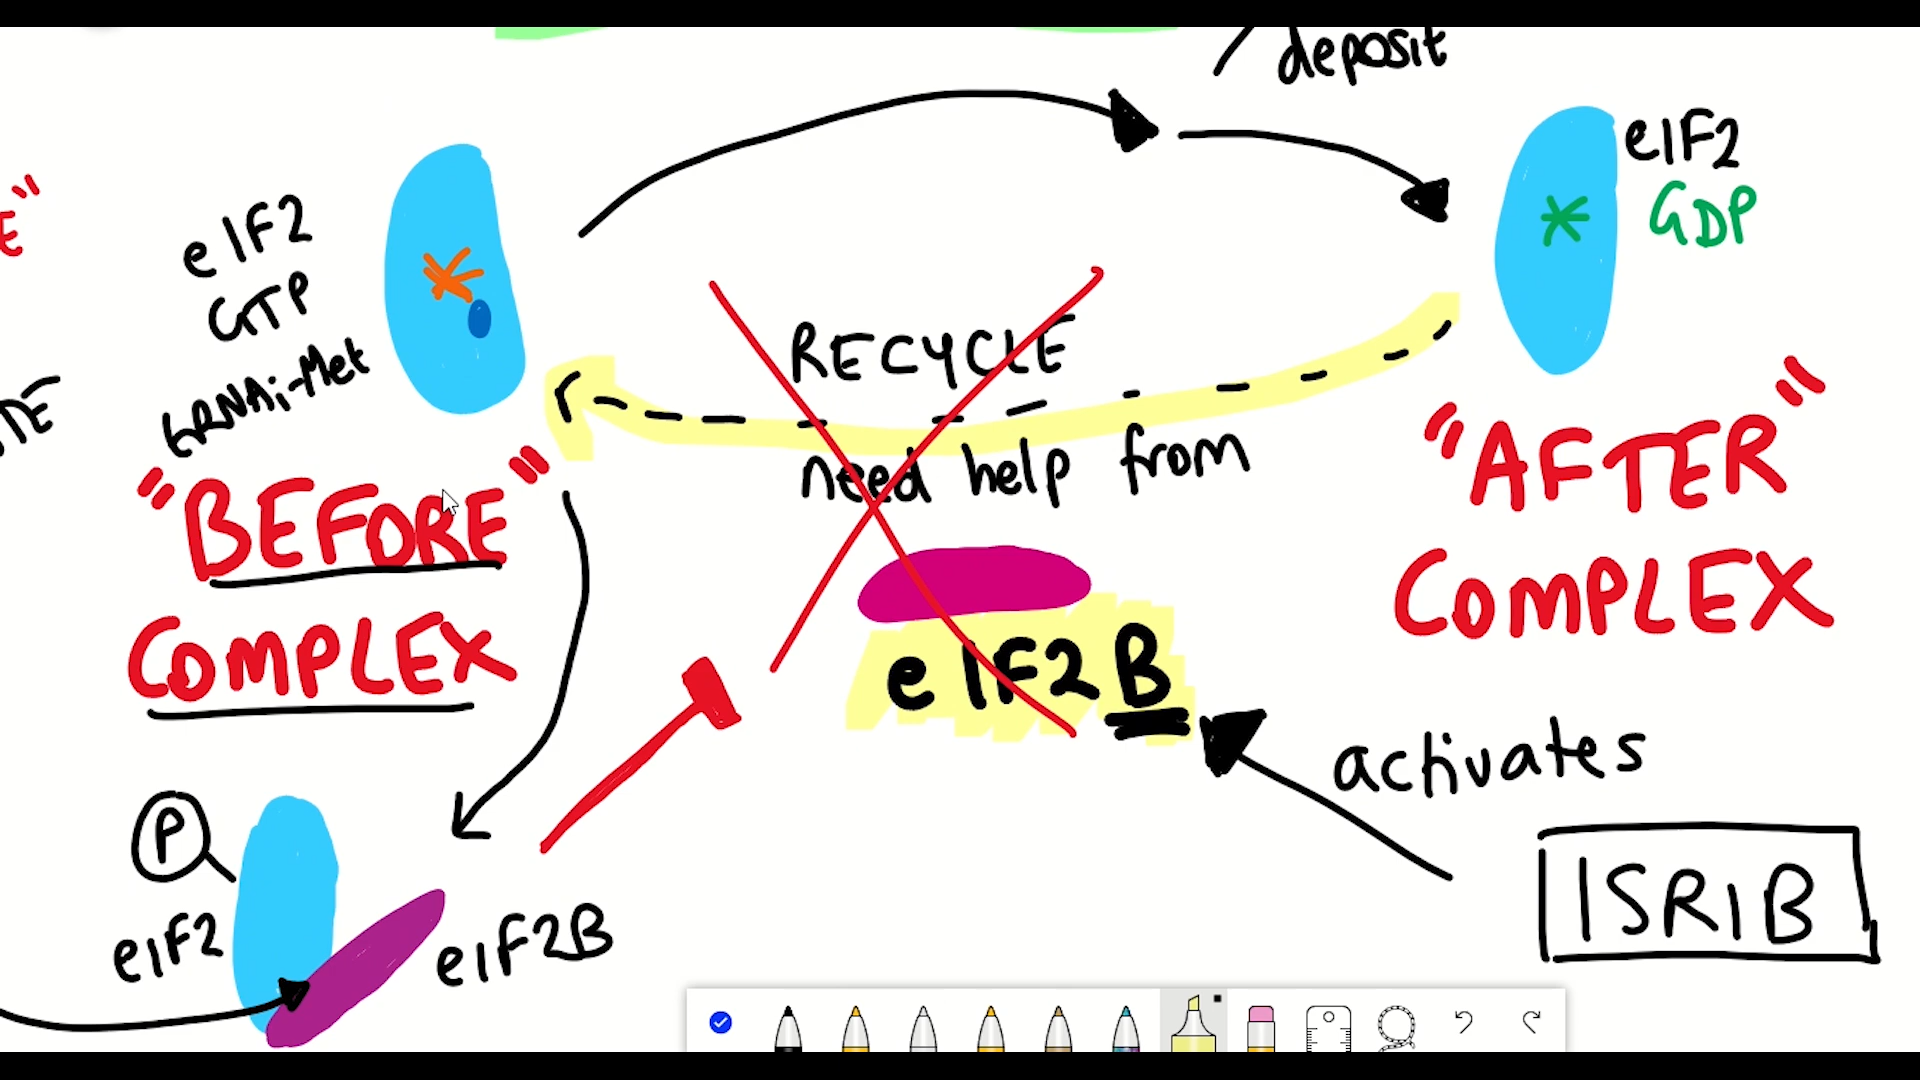 deposit
eIF2
GDP
E"
eIF2
GTP
tRNAi-Met
RECYCLE
need help from
"BEFORE"
COMPLEX
"AFTER"
COMPLEX
eIF2B
activates
ISRIB
P
eIF2
eIF2B